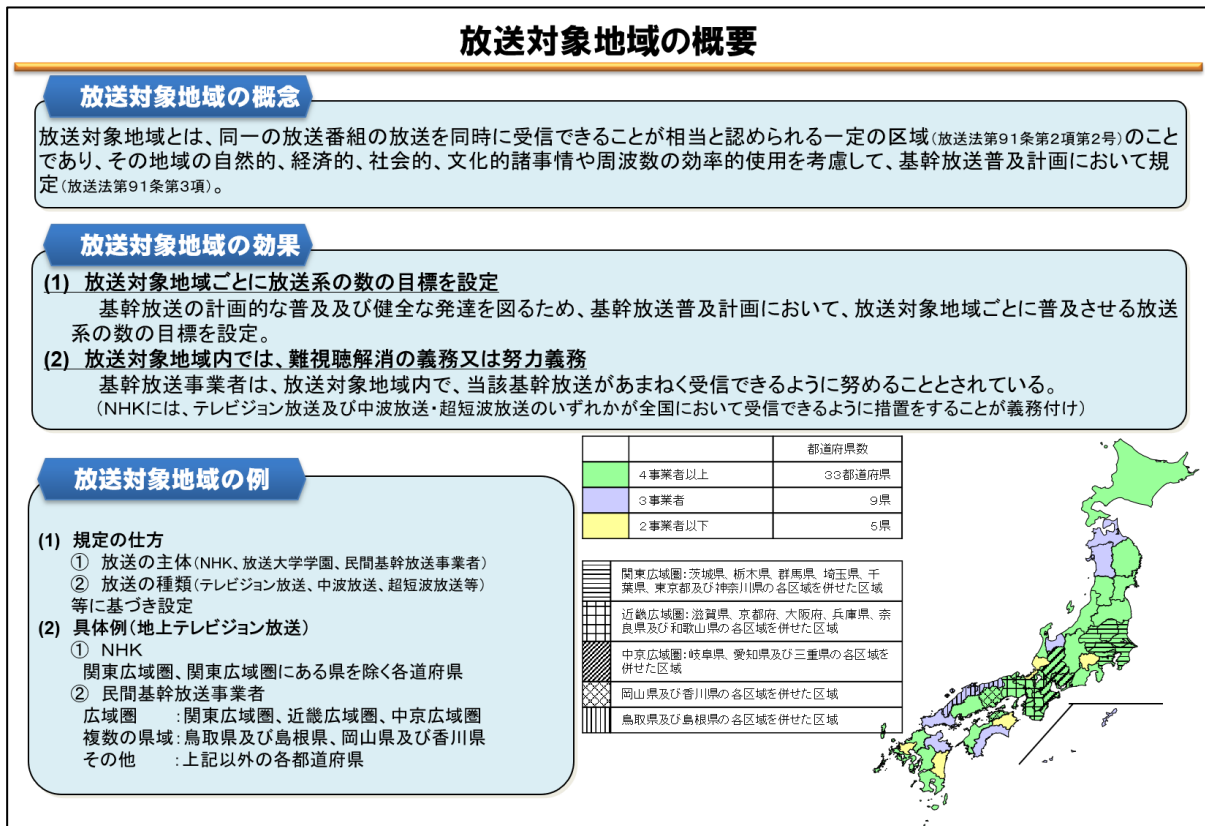 放送対象地域の概要
放送対象地域の概念
放送対象地域とは、同一の放送番組の放送を同時に受信できることが相当と認められる一定の区域(放送法第91条第2項第2号)のこと
であり、その地域の自然的、経済的、社会的、文化的諸事情や周波数の効率的使用を考慮して、基幹放送普及計画において規
定(放送法第91条第3項)。
放送対象地域の効果
(1) 放送対象地域ごとに放送系の数の目標を設定
基幹放送の計画的な普及及び健全な発達を図るため、基幹放送普及計画において、放送対象地域ごとに普及させる放送
系の数の目標を設定。
(2) 放送対象地域内では、難視聴解消の義務又は努力義務
基幹放送事業者は、放送対象地域内で、当該基幹放送があまねく受信できるように努めることとされている。
(NHKには、テレビジョン放送及び中波放送・超短波放送のいずれかが全国において受信できるように措置をすることが義務付け)
放送対象地域の例
(1) 規定の仕方
① 放送の主体(NHK、放送大学学園、民間基幹放送事業者)
② 放送の種類(テレビジョン放送、中波放送、超短波放送等)
等に基づき設定
(2) 具体例(地上テレビジョン放送)
① NHK
関東広域圏、関東広域圏にある県を除く各道府県
② 民間基幹放送事業者
広域圏 :関東広域圏、近畿広域圏、中京広域圏
複数の県域:鳥取県及び島根県、岡山県及び香川県
その他 :上記以外の各都道府県
都道府県数
4事業者以上 33都道府県
3事業者 9県
2事業者以下 5県
関東広域圏:茨城県、栃木県、群馬県、埼玉県、千
葉県、東京都及び神奈川県の各区域を併せた区域
近畿広域圏:滋賀県、京都府、大阪府、兵庫県、奈
良県及び和歌山県の各区域を併せた区域
中京広域圏:岐阜県、愛知県及び三重県の各区域を
併せた区域
岡山県及び香川県の各区域を併せた区域
鳥取県及び島根県の各区域を併せた区域